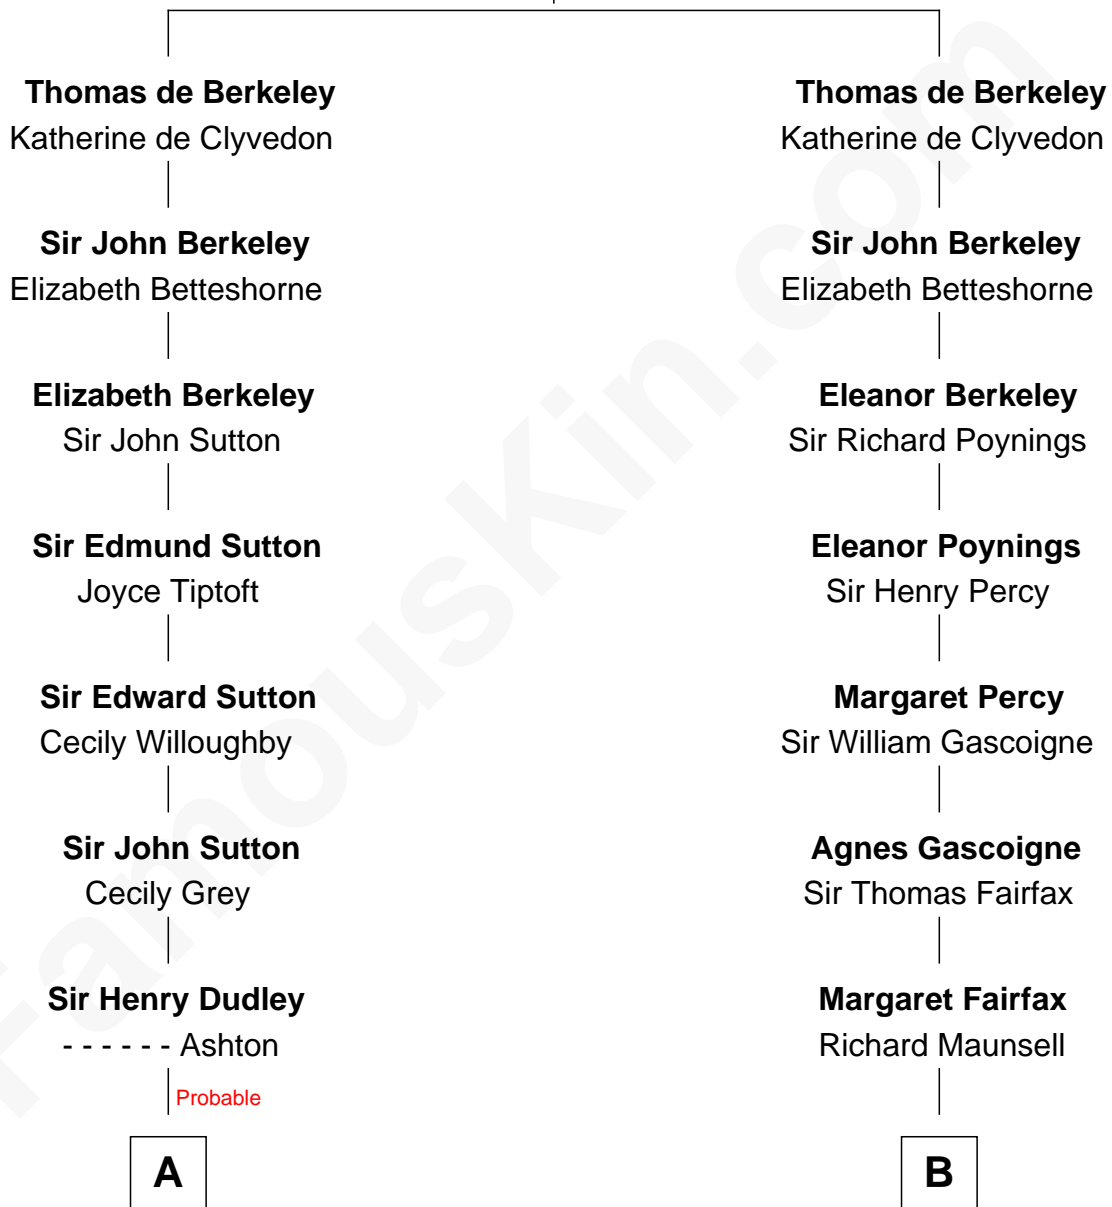 Thomas de Berkeley
Katherine de Clyvedon
Sir John Berkeley
Elizabeth Betteshorne
Elizabeth Berkeley
Sir John Sutton
Sir Edmund Sutton
Joyce Tiptoft
Sir Edward Sutton
Cecily Willoughby
Sir John Sutton
Cecily Grey
Sir Henry Dudley
- - - - - - Ashton
Probable
A
Thomas de Berkeley
Katherine de Clyvedon
Sir John Berkeley
Elizabeth Betteshorne
Eleanor Berkeley
Sir Richard Poynings
Eleanor Poynings
Sir Henry Percy
Margaret Percy
Sir William Gascoigne
Agnes Gascoigne
Sir Thomas Fairfax
Margaret Fairfax
Richard Maunsell
B
FamousKin.com